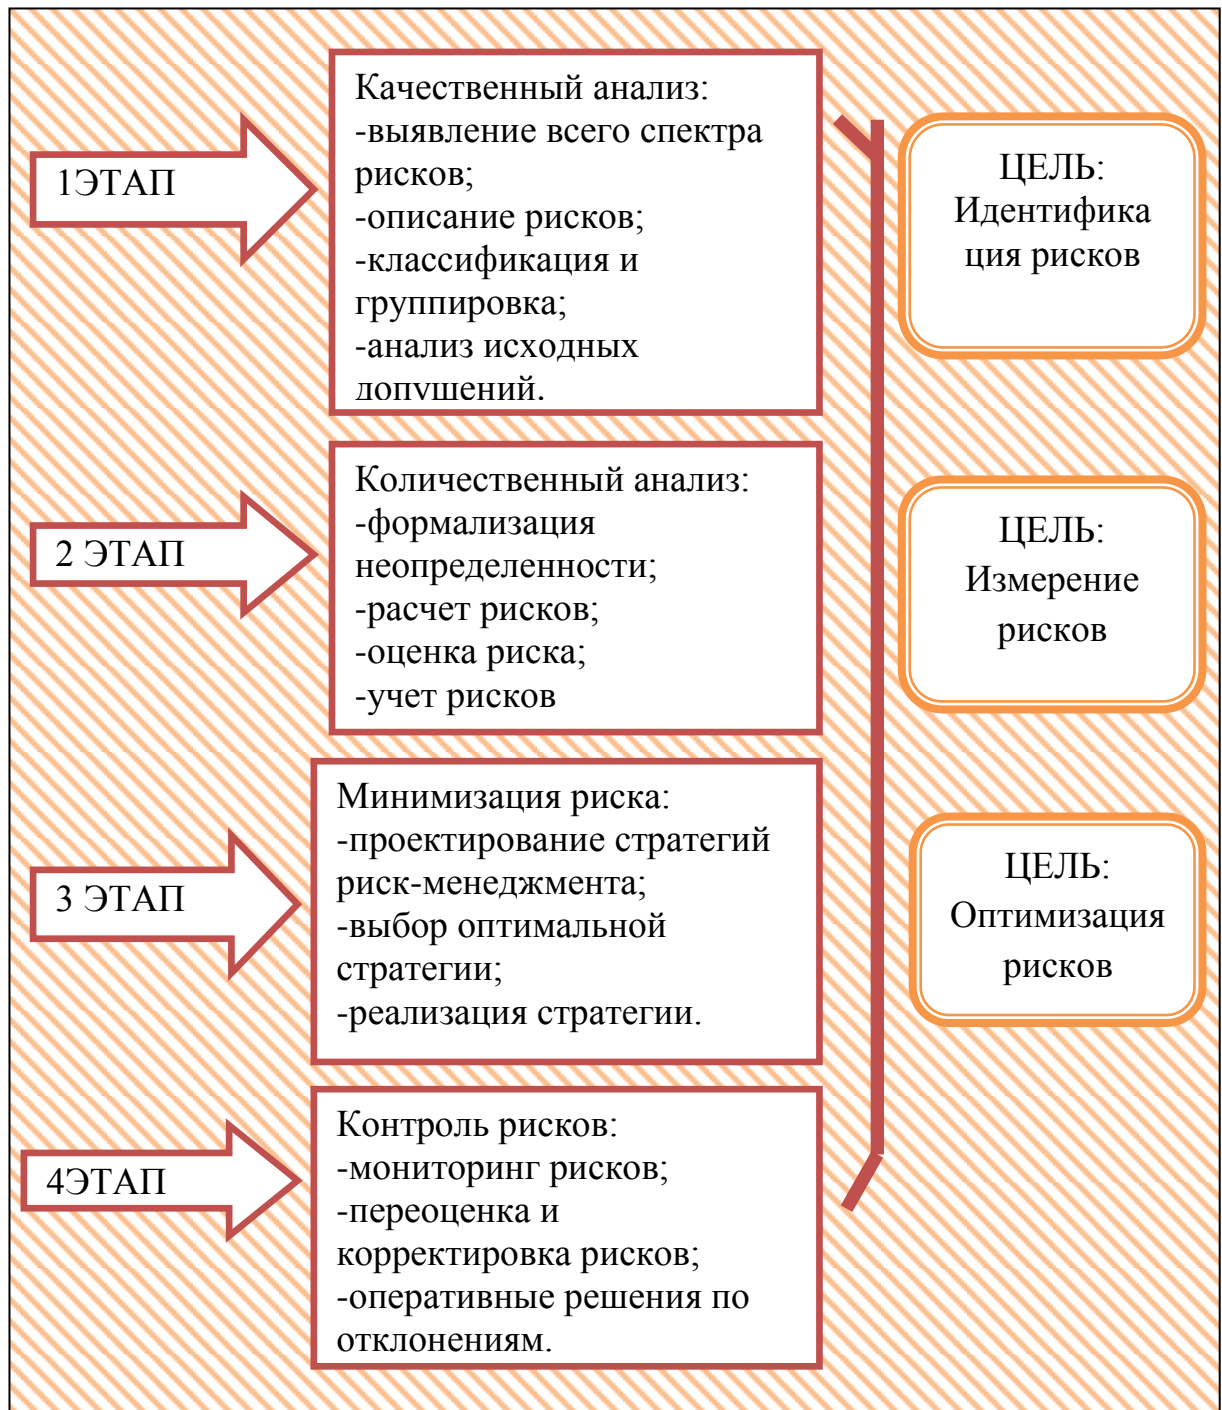 1ЭТАП
Качественный анализ:
-выявление всего спектра
рисков;
-описание рисков;
-классификация и
группировка;
-анализ исходных
допущений.
ЦЕЛЬ:
Идентифика
ция рисков
2 ЭТАП
Количественный анализ:
-формализация
неопределенности;
-расчет рисков;
-оценка риска;
-учет рисков
ЦЕЛЬ:
Измерение
рисков
3 ЭТАП
Минимизация риска:
-проектирование стратегий
риск-менеджмента;
-выбор оптимальной
стратегии;
-реализация стратегии.
ЦЕЛЬ:
Оптимизация
рисков
4ЭТАП
Контроль рисков:
-мониторинг рисков;
-переоценка и
корректировка рисков;
-оперативные решения по
отклонениям.